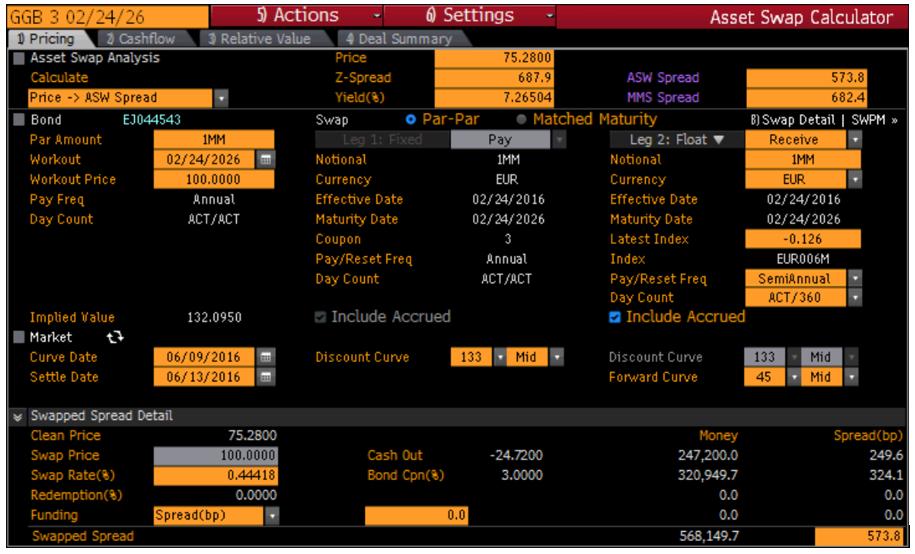 GGB 3 02/24/26 5) Actions 6) Settings Asset Swap Calculator
1) Pricing 2) Cashflow 3) Relative Value 4) Deal Summary
Asset Swap Analysis Price 75.2800
Calculate Z-Spread 687.9 ASW Spread 573.8
Price -> ASW Spread Yield(%) 7.26504 MMS Spread 682.4
Bond EJ044543 Swap Par-Par Matched Maturity 8) Swap Detail | SWPM »
Par Amount 1MM Leg 1: Fixed Pay Leg 2: Float ▼ Receive
Workout 02/24/2026 Notional 1MM Notional 1MM
Workout Price 100.0000 Currency EUR Currency EUR
Pay Freq Annual Effective Date 02/24/2016 Effective Date 02/24/2016
Day Count ACT/ACT Maturity Date 02/24/2026 Maturity Date 02/24/2026
Coupon 3 Latest Index -0.126
Pay/Reset Freq Annual Index EUR006M
Day Count ACT/ACT Pay/Reset Freq SemiAnnual
Day Count ACT/360
Implied Value 132.0950 Include Accrued Include Accrued
Market
Curve Date 06/09/2016 Discount Curve 133 Mid Discount Curve 133 Mid
Settle Date 06/13/2016 Forward Curve 45 Mid
Swapped Spread Detail
Clean Price 75.2800 Money Spread(bp)
Swap Price 100.0000 Cash Out -24.7200 247,200.0 249.6
Swap Rate(%) 0.44418 Bond Cpn(%) 3.0000 320,949.7 324.1
Redemption(%) 0.0000 0.0 0.0
Funding Spread(bp) 0.0 0.0 0.0
Swapped Spread 568,149.7 573.8